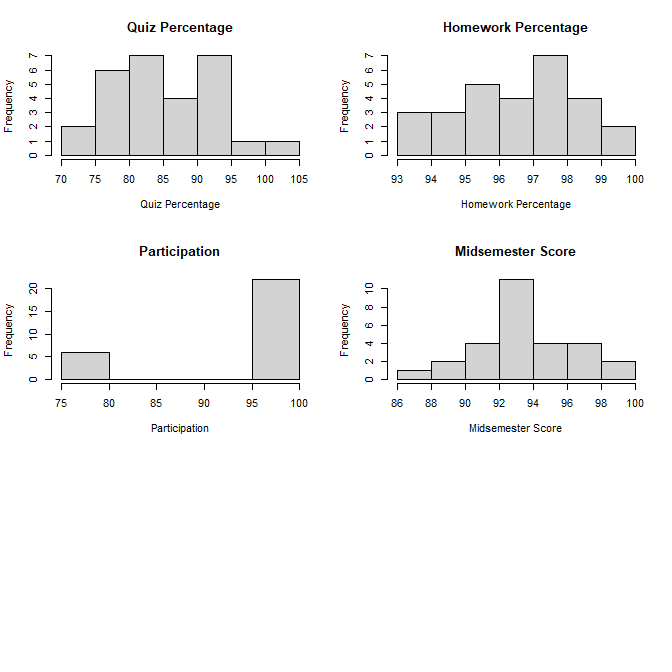 Quiz Percentage
Frequency
0 1 2 3 4 5 6 7
70 75 80 85 90 95 100 105
Quiz Percentage
Homework Percentage
Frequency
0 1 2 3 4 5 6 7
93 94 95 96 97 98 99 100
Homework Percentage
Participation
Frequency
0 5 10 15 20
75 80 85 90 95 100
Participation
Midsemester Score
Frequency
0 2 4 6 8 10
86 88 90 92 94 96 98 100
Midsemester Score